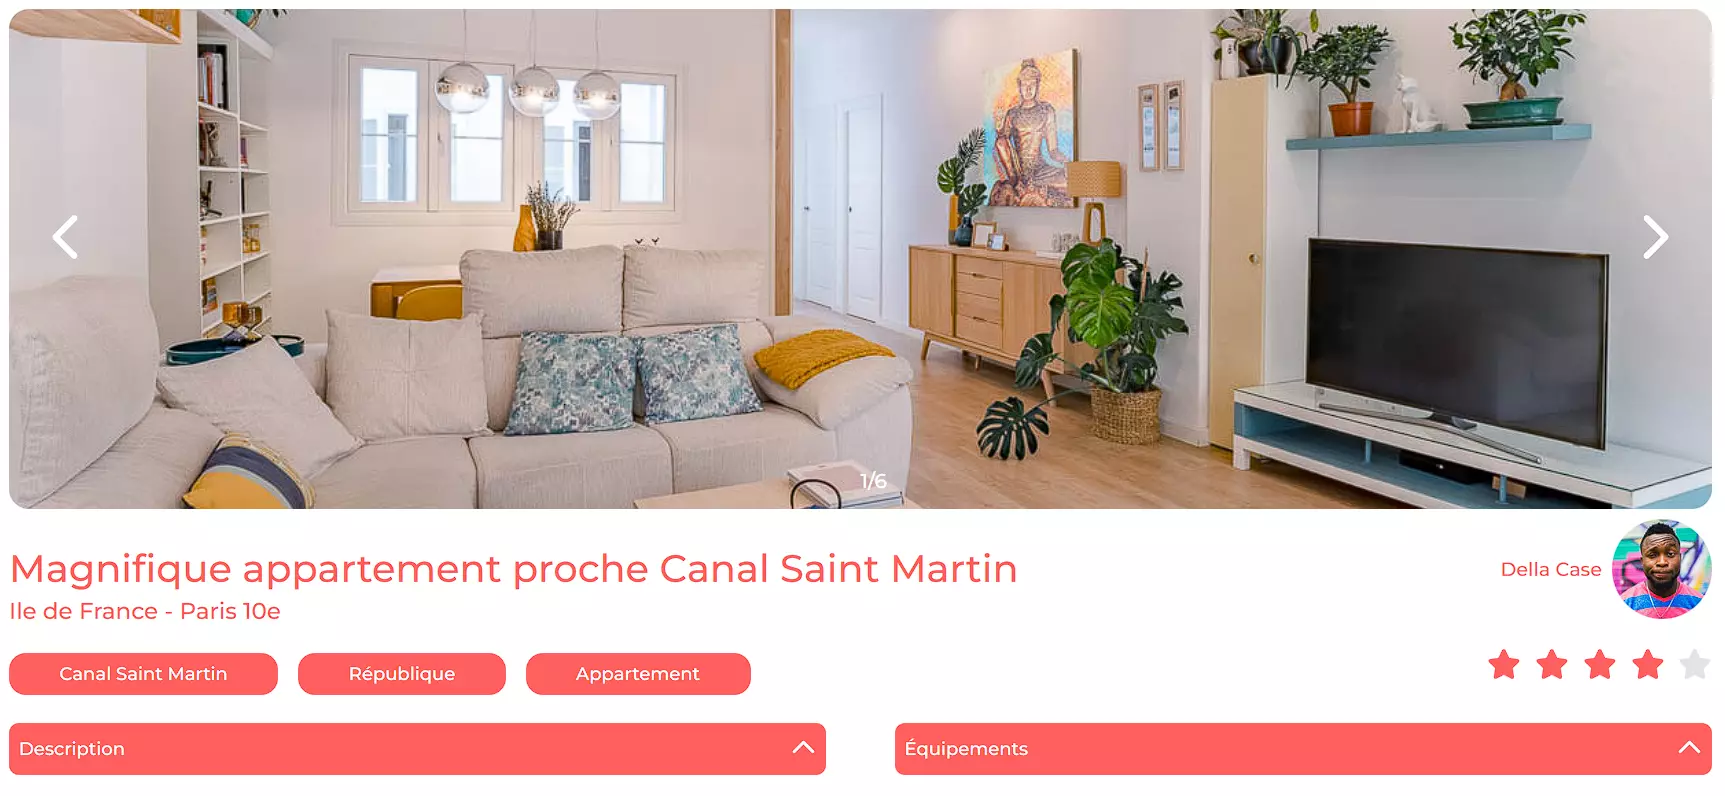 1/6
Magnifique appartement proche Canal Saint Martin
Ile de France - Paris 10e
Della Case
Canal Saint Martin
République
Appartement
Description
Équipements